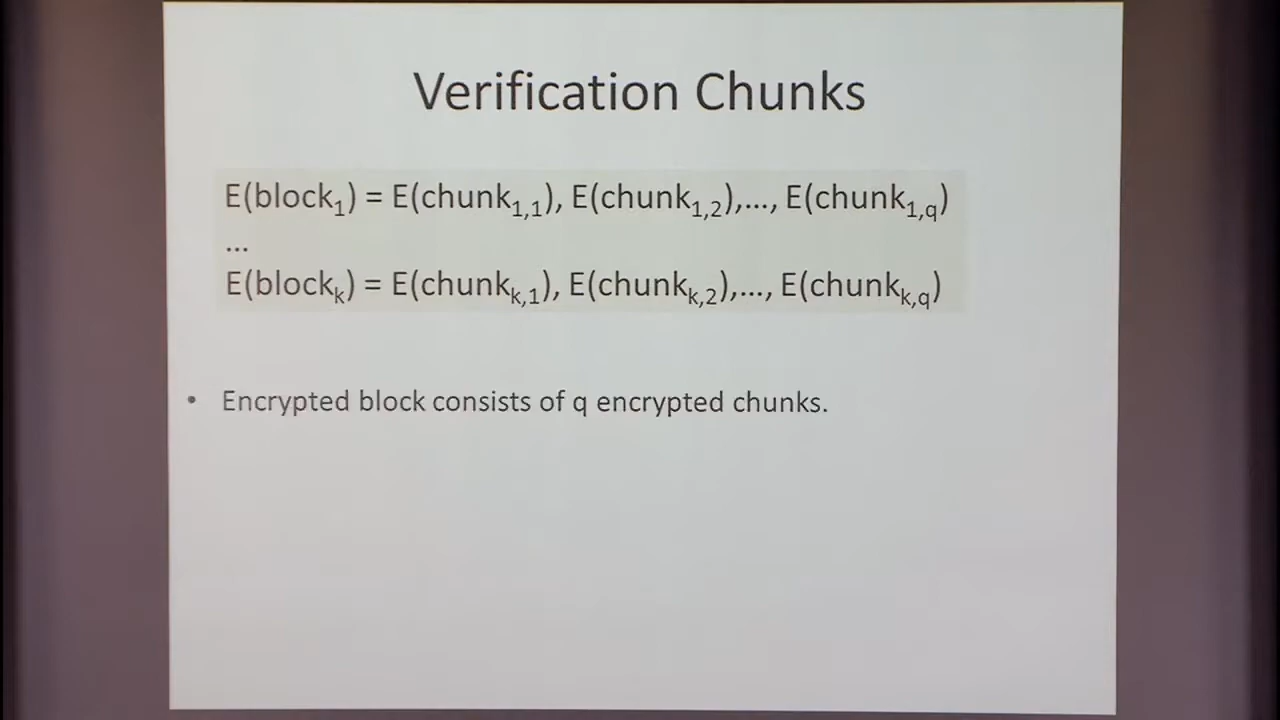 Verification Chunks
E(block₁) = E(chunk₁,₁), E(chunk₁,₂),..., E(chunk₁,q)
...
E(blockₖ) = E(chunkₖ,₁), E(chunkₖ,₂),..., E(chunkₖ,q)
• Encrypted block consists of q encrypted chunks.